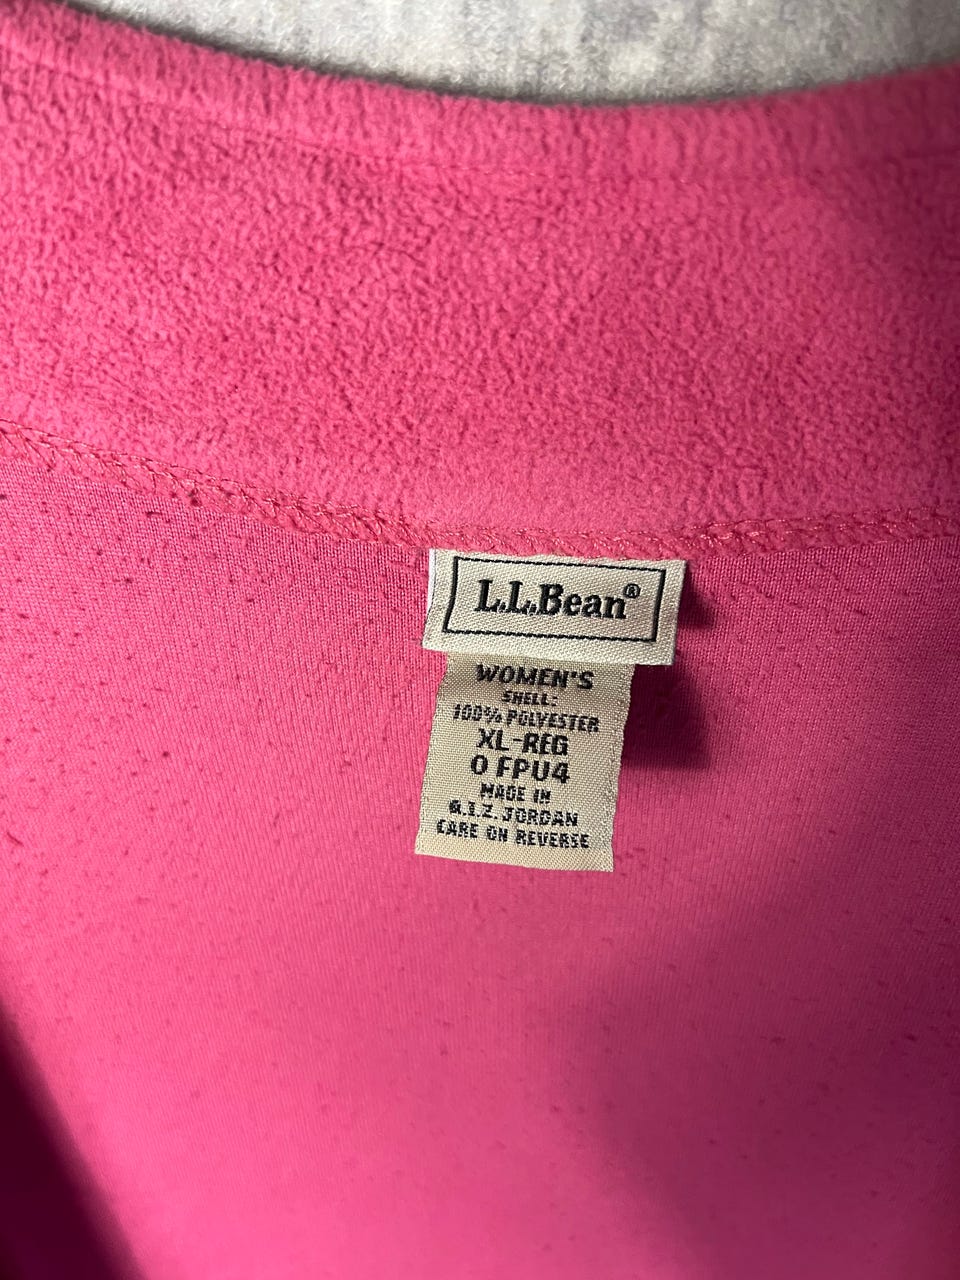 L.L.Bean®
WOMEN'S
SHELL:
100% POLYESTER
XL-REG
0 FPU4
MADE IN
Q.I.Z. JORDAN
CARE ON REVERSE